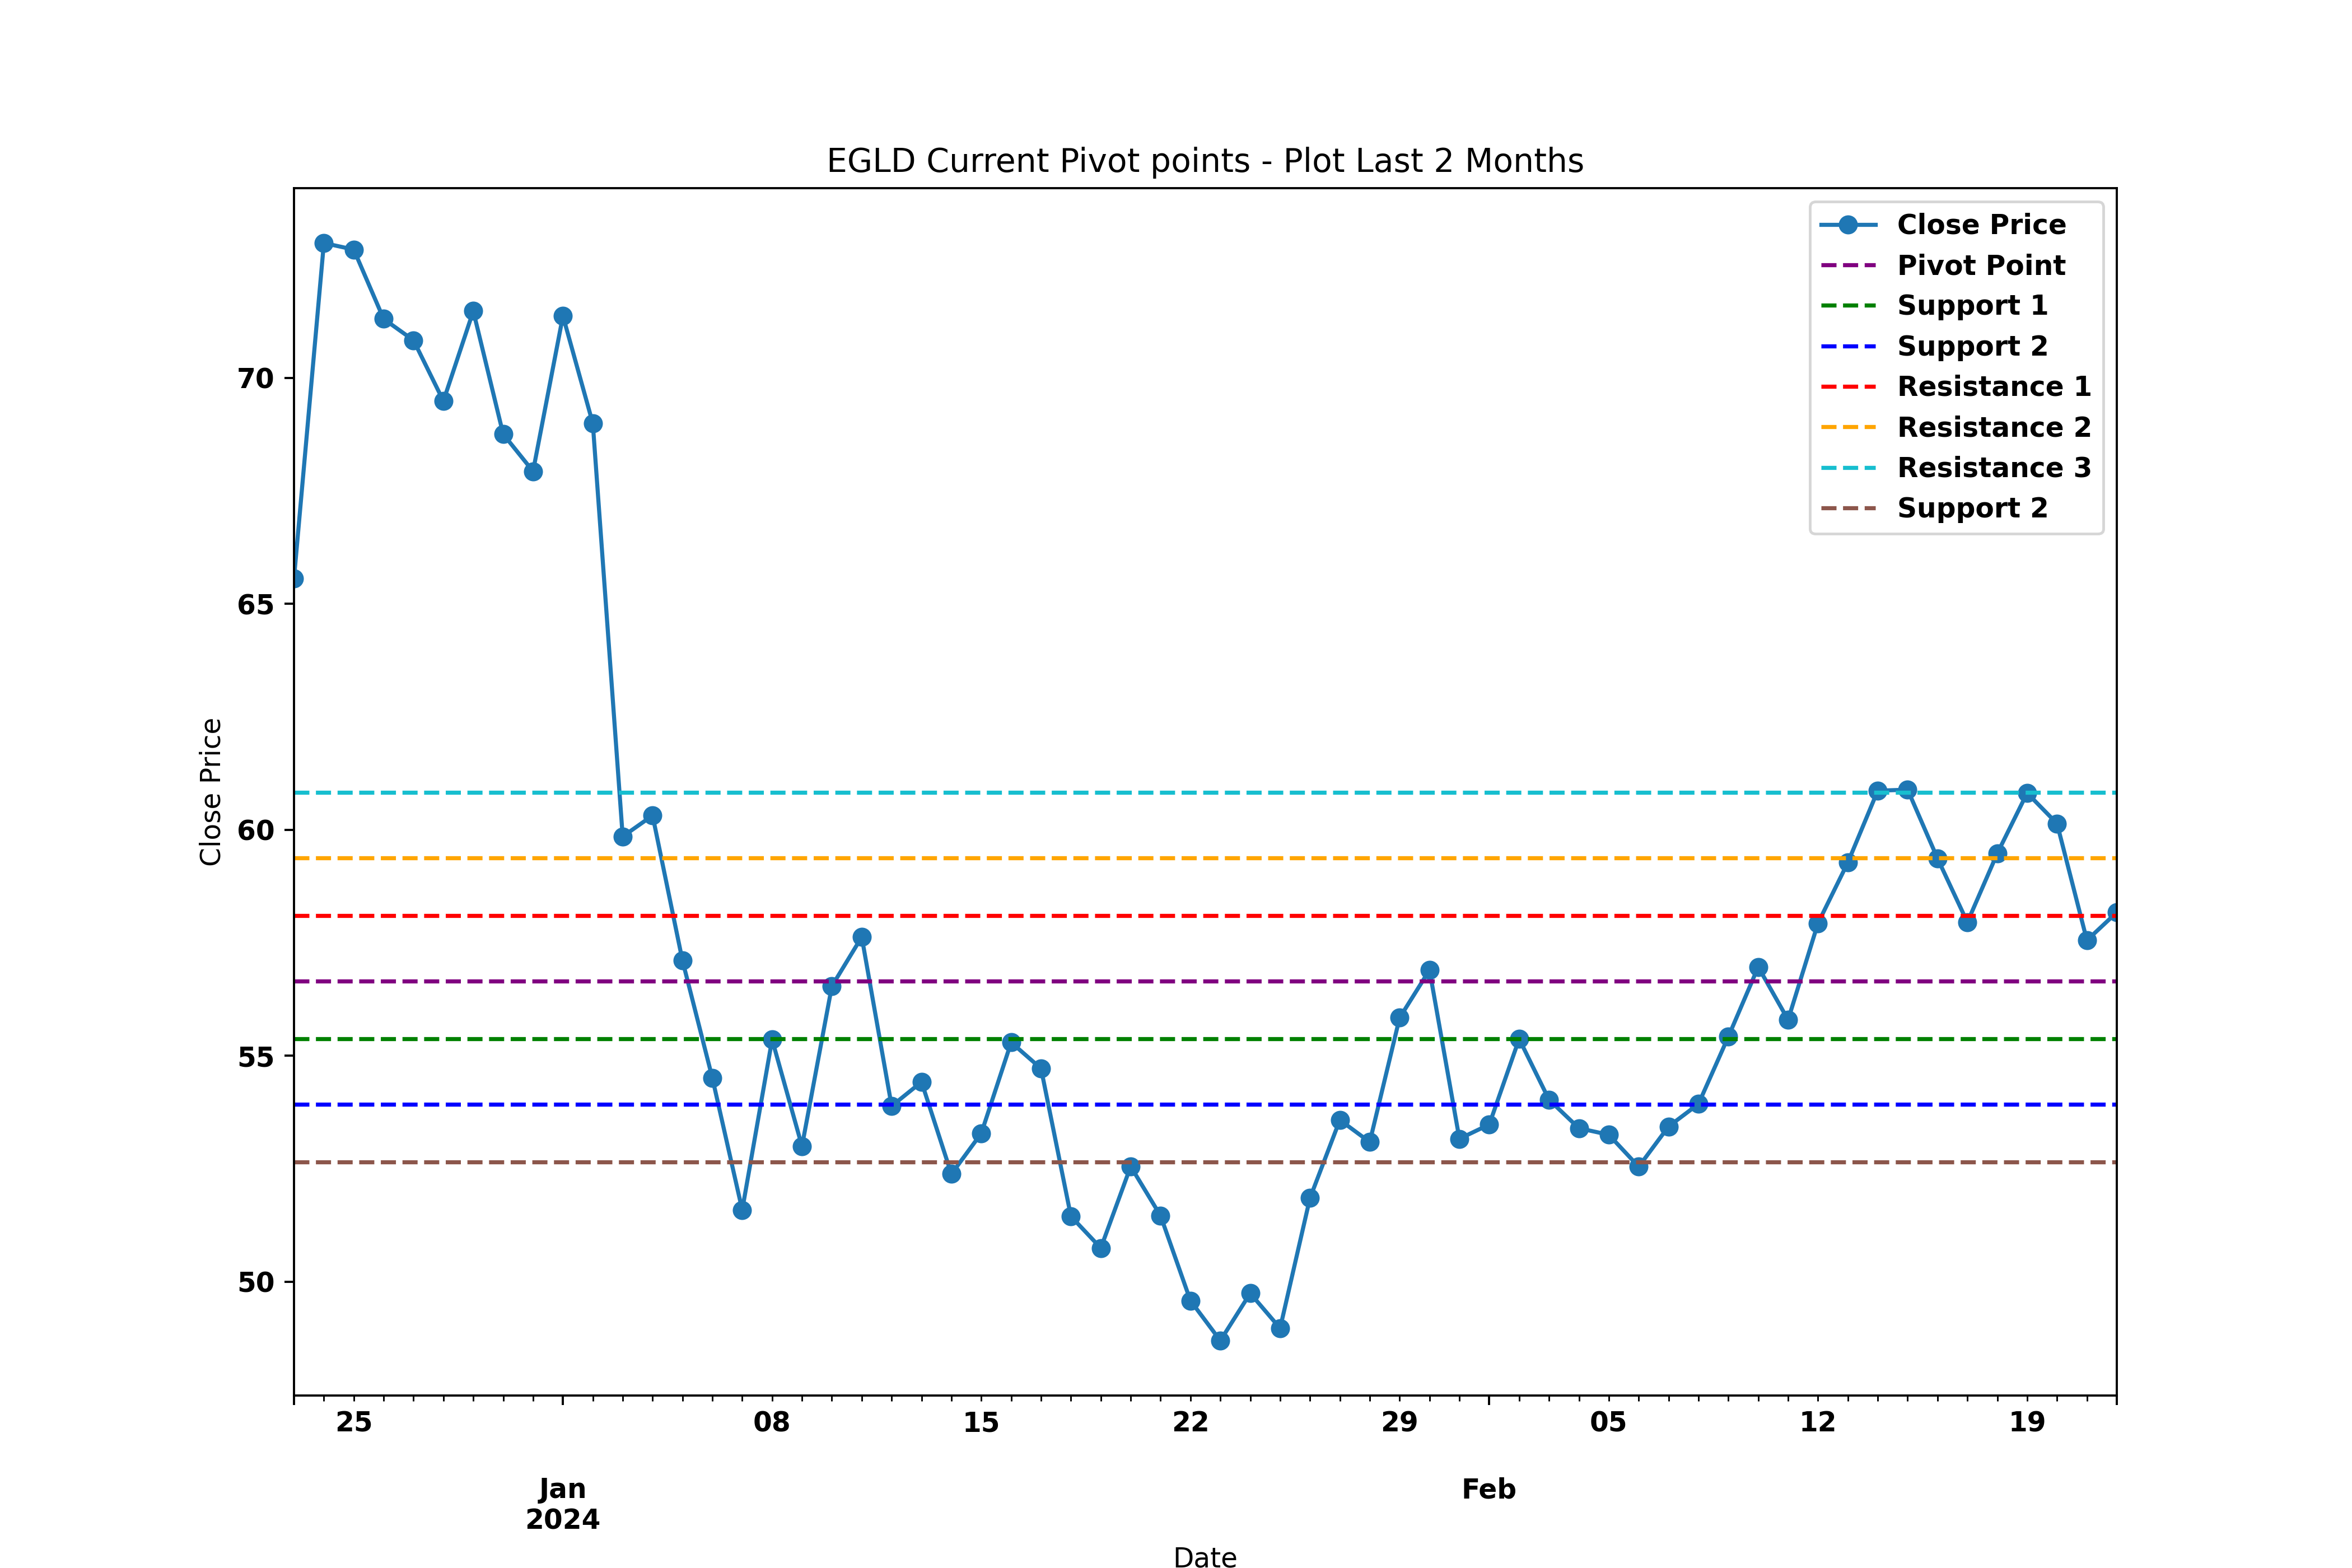 EGLD Current Pivot points - Plot Last 2 Months
Close Price
Pivot Point
Support 1
Support 2
Resistance 1
Resistance 2
Resistance 3
Support 2
Close Price
70
65
60
55
50
25 08 15 22 29 05 12 19
Jan Feb
2024
Date